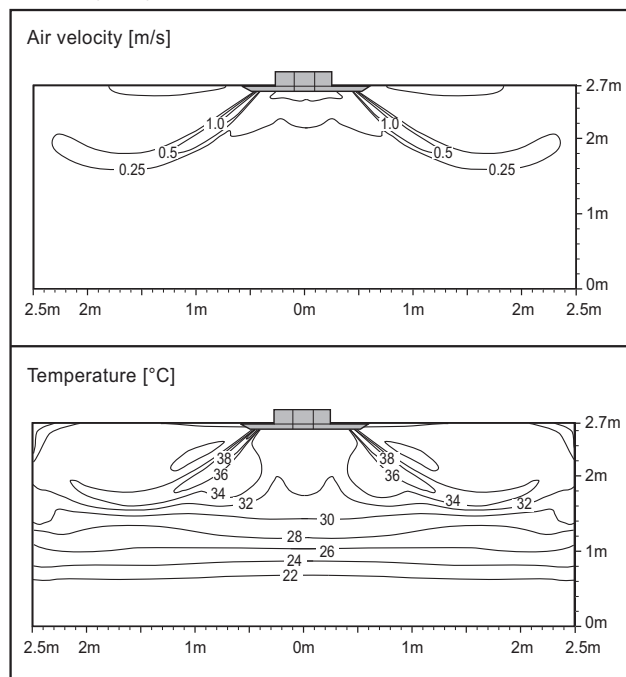 Air velocity [m/s]
2.7m
1.0 1.0
2m
0.5 0.5
0.25 0.25
1m
0m
2.5m 2m 1m 0m 1m 2m 2.5m
Temperature [°C]
2.7m
38 38
36 36
2m
34 32 34 32
30
28
26
1m
24
22
0m
2.5m 2m 1m 0m 1m 2m 2.5m